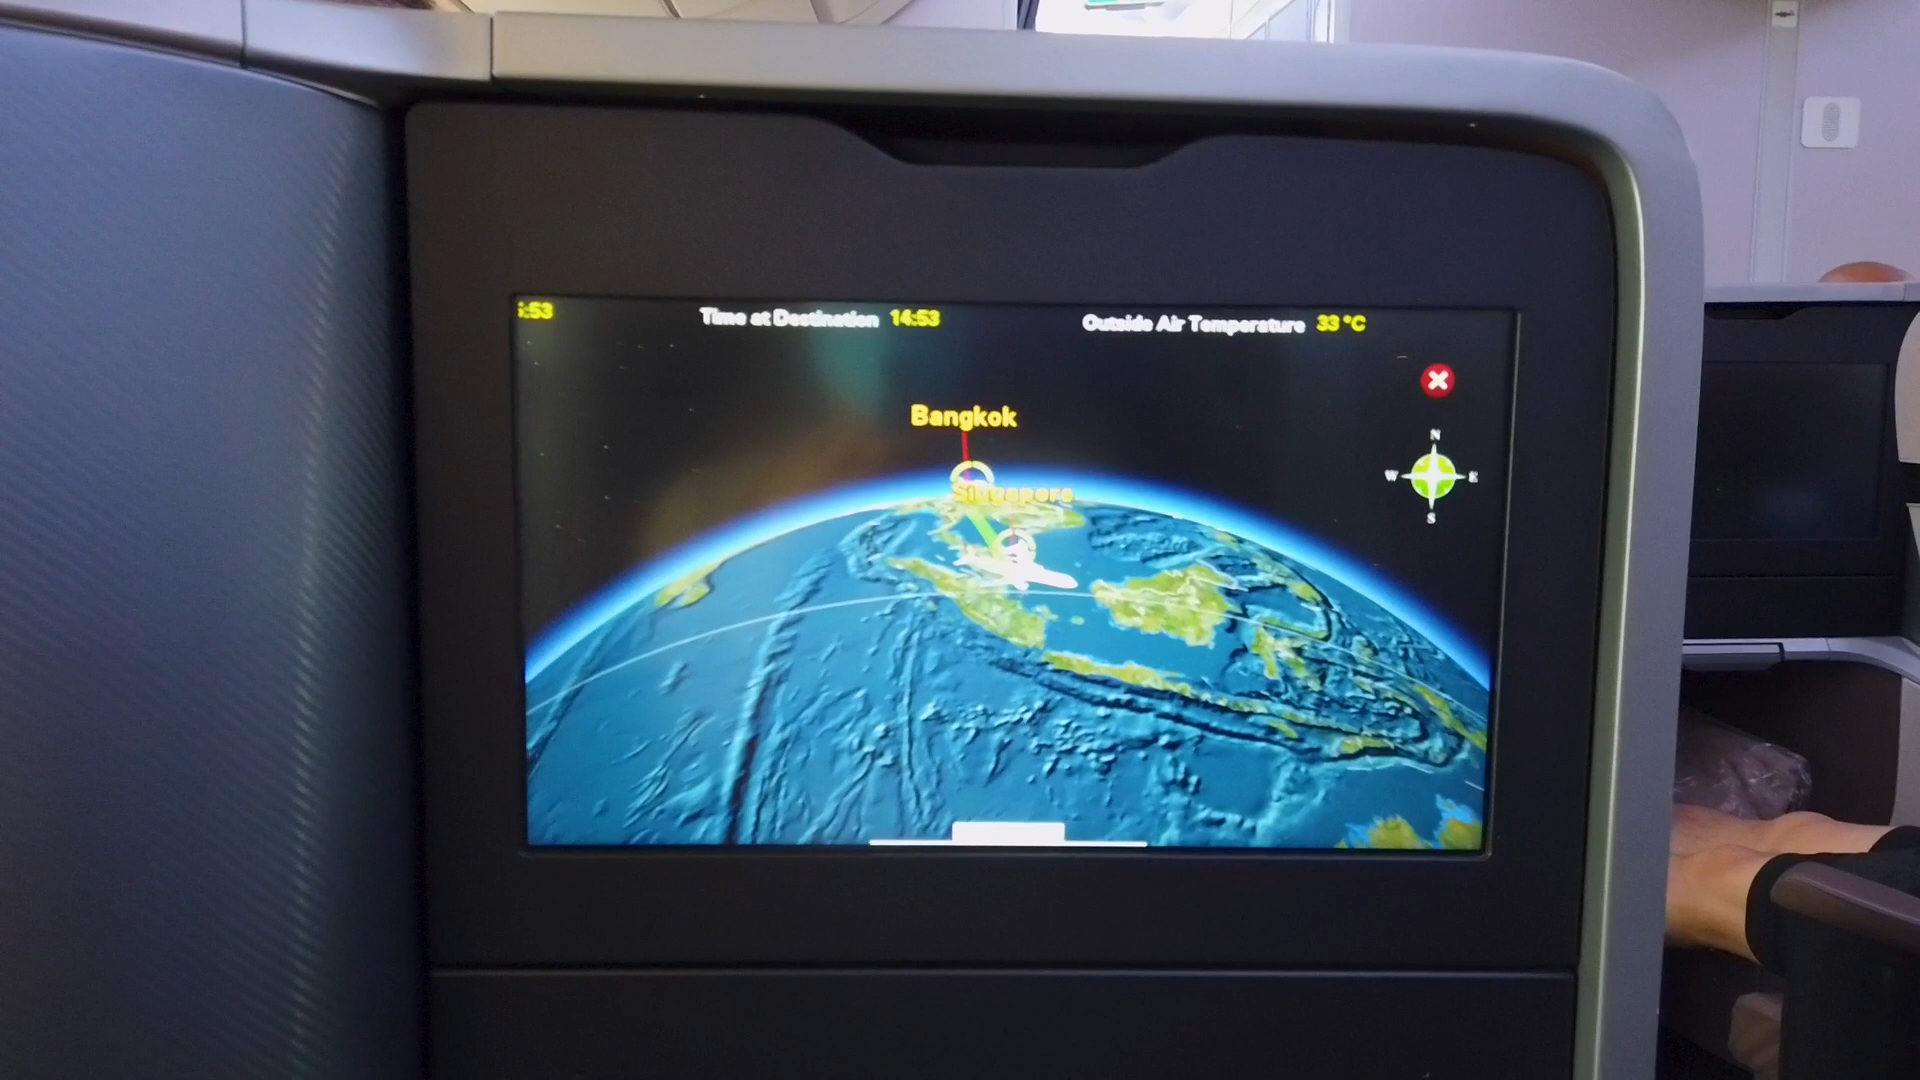 :53 Time at Destination 14:53 Outside Air Temperature 33 °C
Bangkok
Singapore
N
W E
S